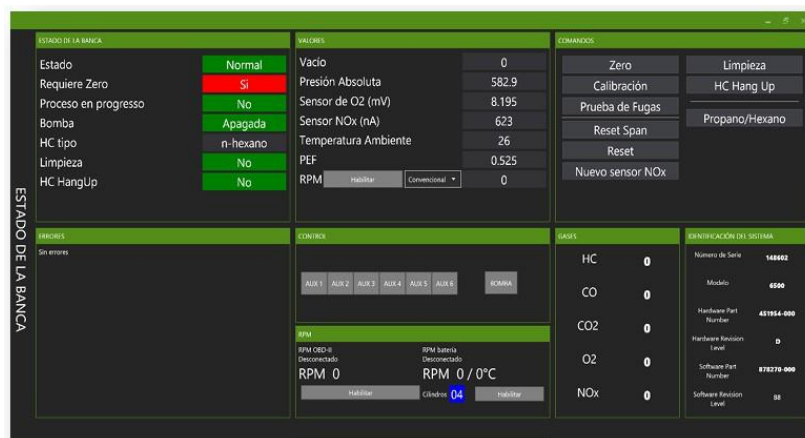 ESTADO DE LA BANCA
ESTADO DE LA BANCA
Estado Normal
Requiere Zero Si
Proceso en progresso No
Bomba Apagada
HC tipo n-hexano
Limpieza No
HC HangUp No
VALORES
Vacío 0
Presión Absoluta 582.9
Sensor de O2 (mV) 8.195
Sensor NOx (nA) 623
Temperatura Ambiente 26
PEF 0.525
RPM Habilitar Convencional 0
COMANDOS
Zero
Calibración
Prueba de Fugas
Reset Span
Reset
Nuevo sensor NOx
Limpieza
HC Hang Up
Propano/Hexano
ERRORES
Sin errores
CONTROL
AUX 1 AUX 2 AUX 3 AUX 4 AUX 5 AUX 6 BOMBA
RPM
RPM OBD-II
Desconectado
RPM 0
Habilitar
RPM batería
Desconectado
RPM 0 / 0°C
Cilindros 04 Habilitar
GASES
HC 0
CO 0
CO2 0
O2 0
NOx 0
IDENTIFICACIÓN DEL SISTEMA
Número de Serie 148602
Modelo 6500
Hardware Part
Number 451954-000
Hardware Revision
Level D
Software Part
Number 878270-000
Software Revision
Level